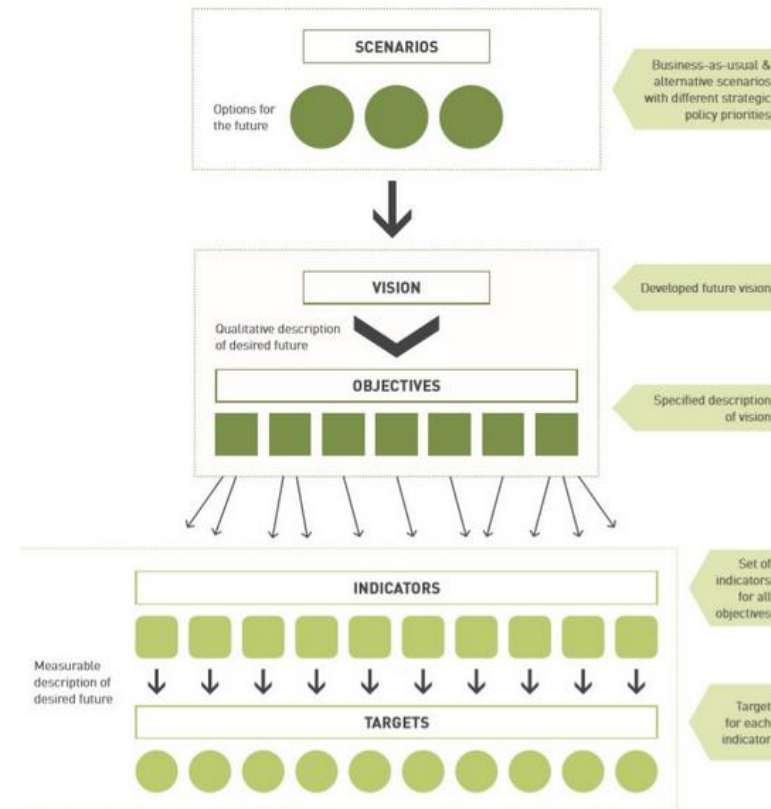 SCENARIOS
Options for
the future
Business-as-usual &
alternative scenarios
with different strategic
policy priorities
VISION
Qualitative description
of desired future
Developed future vision
OBJECTIVES
Specified description
of vision
INDICATORS
Set of
indicators
for all
objectives
Measurable
description of
desired future
TARGETS
Target
for each
indicator